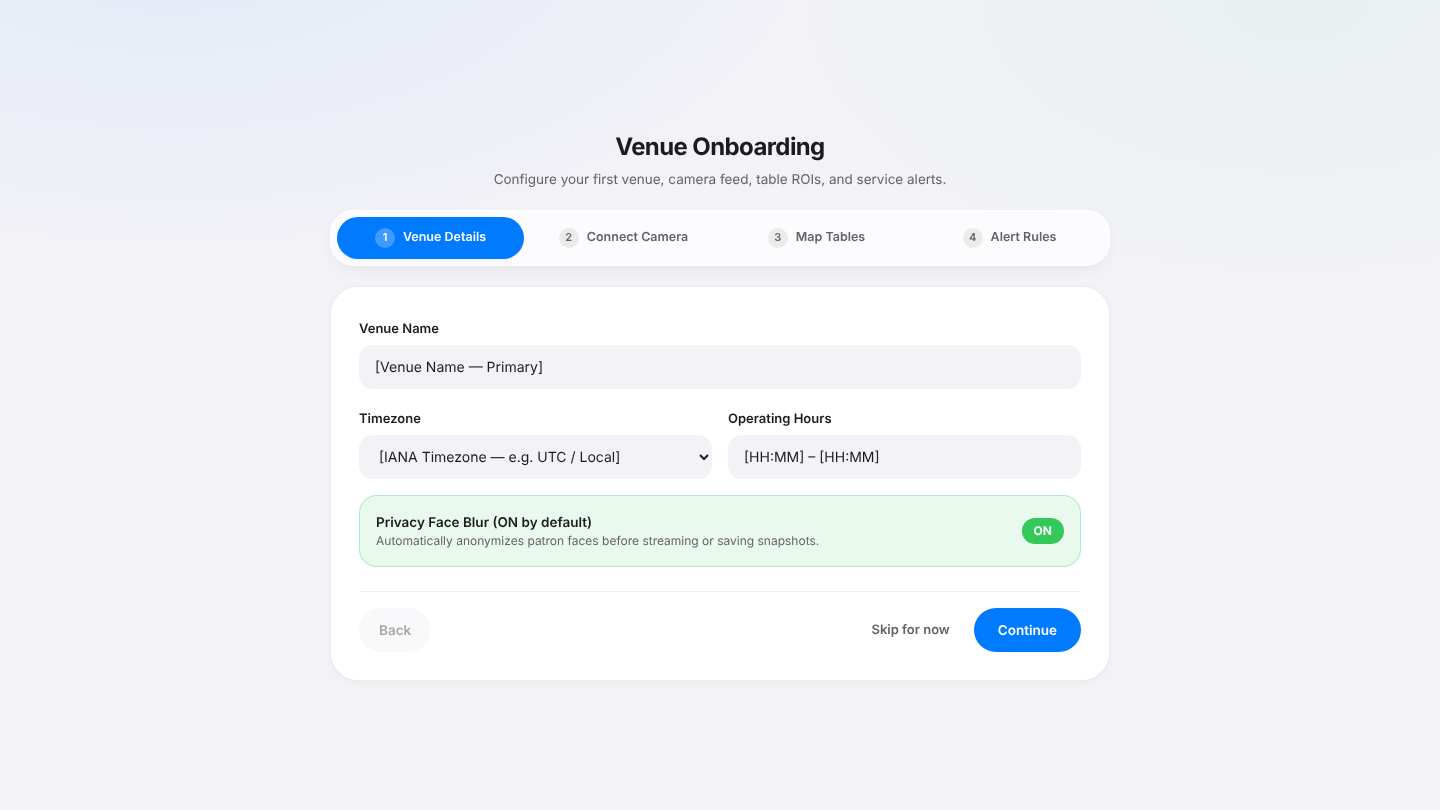 Venue Onboarding
Configure your first venue, camera feed, table ROIs, and service alerts.
1 Venue Details
2 Connect Camera
3 Map Tables
4 Alert Rules
Venue Name
[Venue Name — Primary]
Timezone
Operating Hours
[IANA Timezone — e.g. UTC / Local]
[HH:MM] – [HH:MM]
Privacy Face Blur (ON by default)
Automatically anonymizes patron faces before streaming or saving snapshots.
ON
Back
Skip for now
Continue